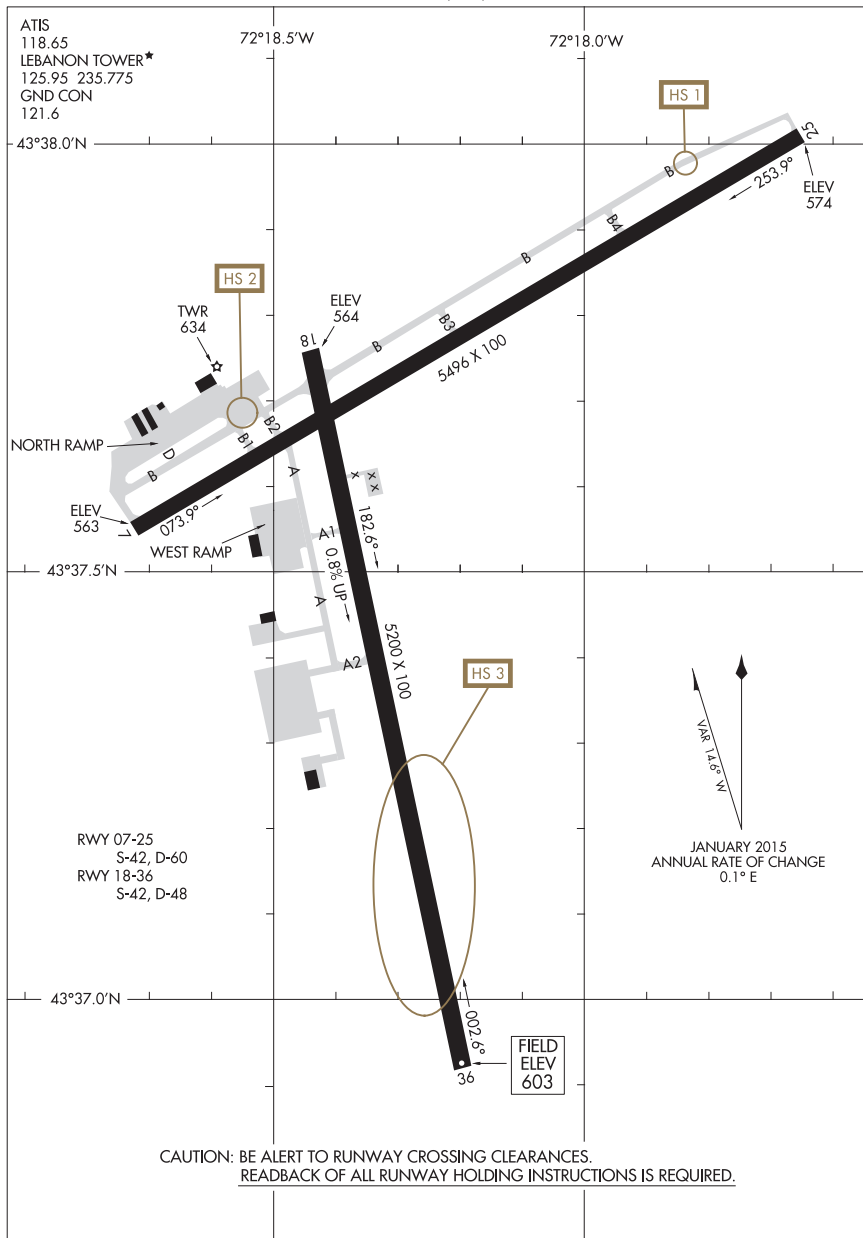 ATIS
118.65
LEBANON TOWER★
125.95 235.775
GND CON
121.6
72°18.5'W
72°18.0'W
HS 1
25
43°38.0'N
B
253.9°
ELEV
574
B4
HS 2
B
TWR
634
18
ELEV
564
B3
B
5496 X 100
B2
B1
NORTH RAMP
D
B
A
x
x x
ELEV
563
7
073.9°
WEST RAMP
A1
182.6°
0.8% UP
43°37.5'N
A
5200 X 100
A2
HS 3
VAR 14.6° W
RWY 07-25
S-42, D-60
RWY 18-36
S-42, D-48
JANUARY 2015
ANNUAL RATE OF CHANGE
0.1° E
43°37.0'N
002.6°
36
FIELD
ELEV
603
CAUTION: BE ALERT TO RUNWAY CROSSING CLEARANCES.
READBACK OF ALL RUNWAY HOLDING INSTRUCTIONS IS REQUIRED.